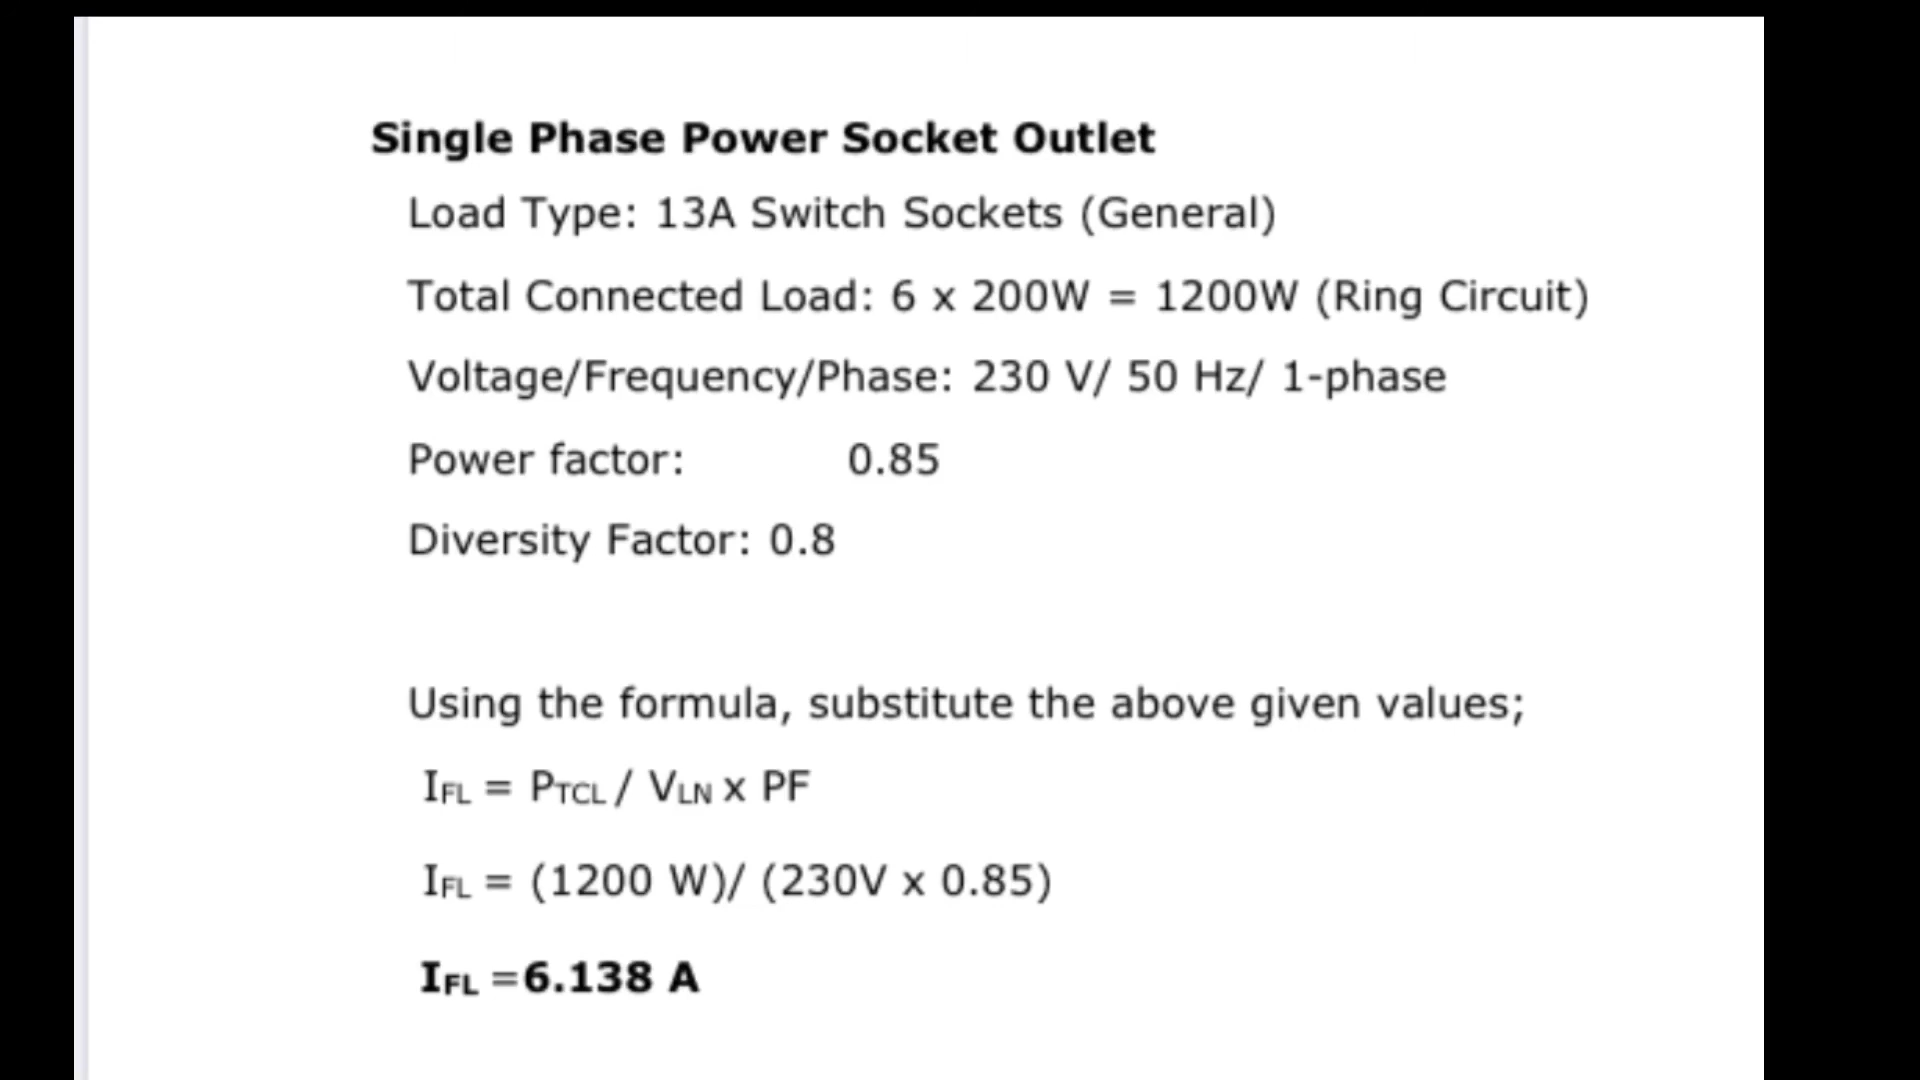 Single Phase Power Socket Outlet
Load Type: 13A Switch Sockets (General)
Total Connected Load: 6 x 200W = 1200W (Ring Circuit)
Voltage/Frequency/Phase: 230 V/ 50 Hz/ 1-phase
Power factor: 0.85
Diversity Factor: 0.8
Using the formula, substitute the above given values;
IFL = PTCL / VLN x PF
IFL = (1200 W)/ (230V x 0.85)
IFL =6.138 A